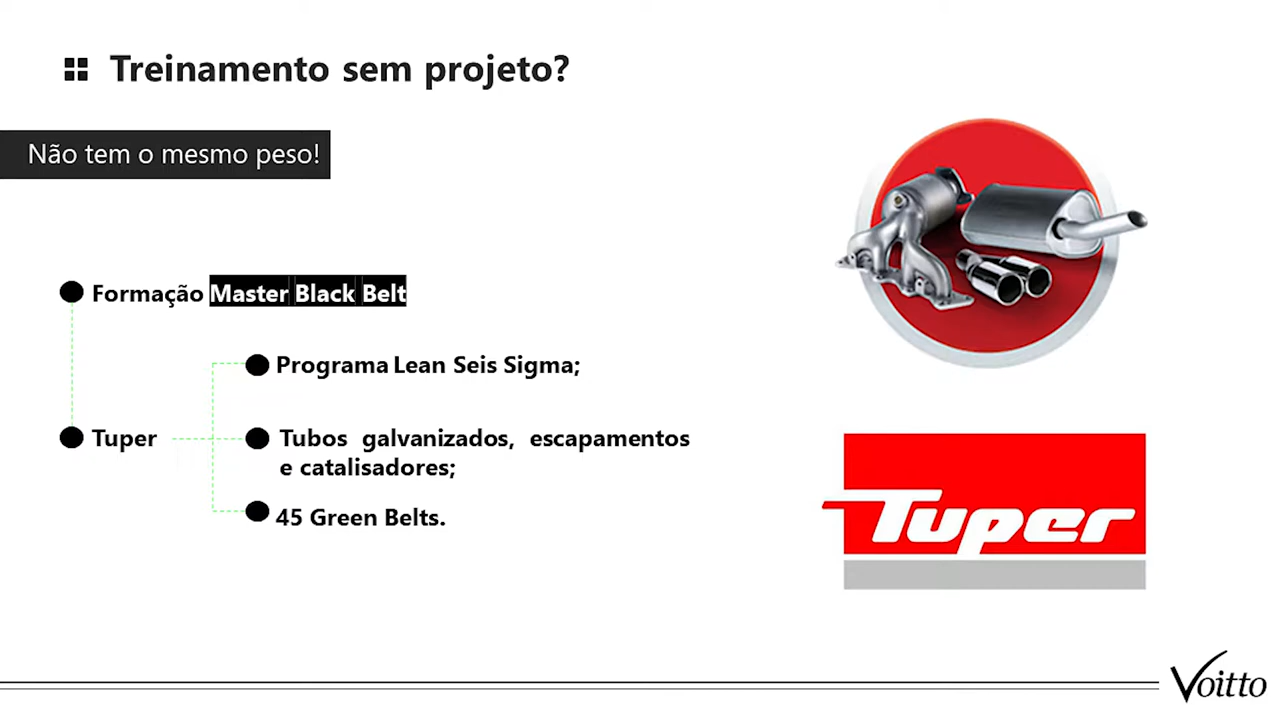 Treinamento sem projeto?
Não tem o mesmo peso!
Formação Master Black Belt
Programa Lean Seis Sigma;
Tuper
Tubos galvanizados, escapamentos
e catalisadores;
45 Green Belts.
Tuper
Voitto